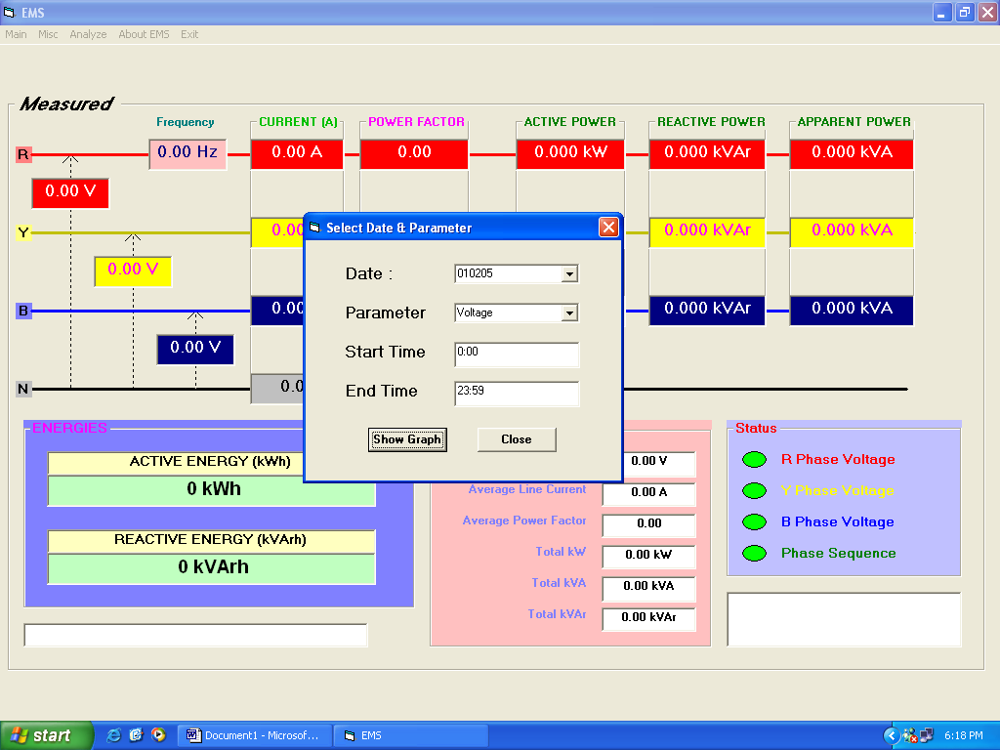 EMS
Main Misc Analyze About EMS Exit
Measured
Frequency CURRENT (A) POWER FACTOR ACTIVE POWER REACTIVE POWER APPARENT POWER
R 0.00 Hz 0.00 A 0.00 0.000 kW 0.000 kVAr 0.000 kVA
0.00 V
Select Date & Parameter
Y 0.00 0.000 kVAr 0.000 kVA
0.00 V
Date : 010205
B 0.00 0.000 kVAr 0.000 kVA
Parameter Voltage
0.00 V
Start Time 0:00
N 0.0
End Time 23:59
Show Graph Close
ENERGIES
ACTIVE ENERGY (kWh)
0 kWh
REACTIVE ENERGY (kVArh)
0 kVArh
0.00 V
Average Line Current 0.00 A
Average Power Factor 0.00
Total kW 0.00 kW
Total kVA 0.00 kVA
Total kVAr 0.00 kVAr
Status
R Phase Voltage
Y Phase Voltage
B Phase Voltage
Phase Sequence
start Document1 - Microsof... EMS 6:18 PM